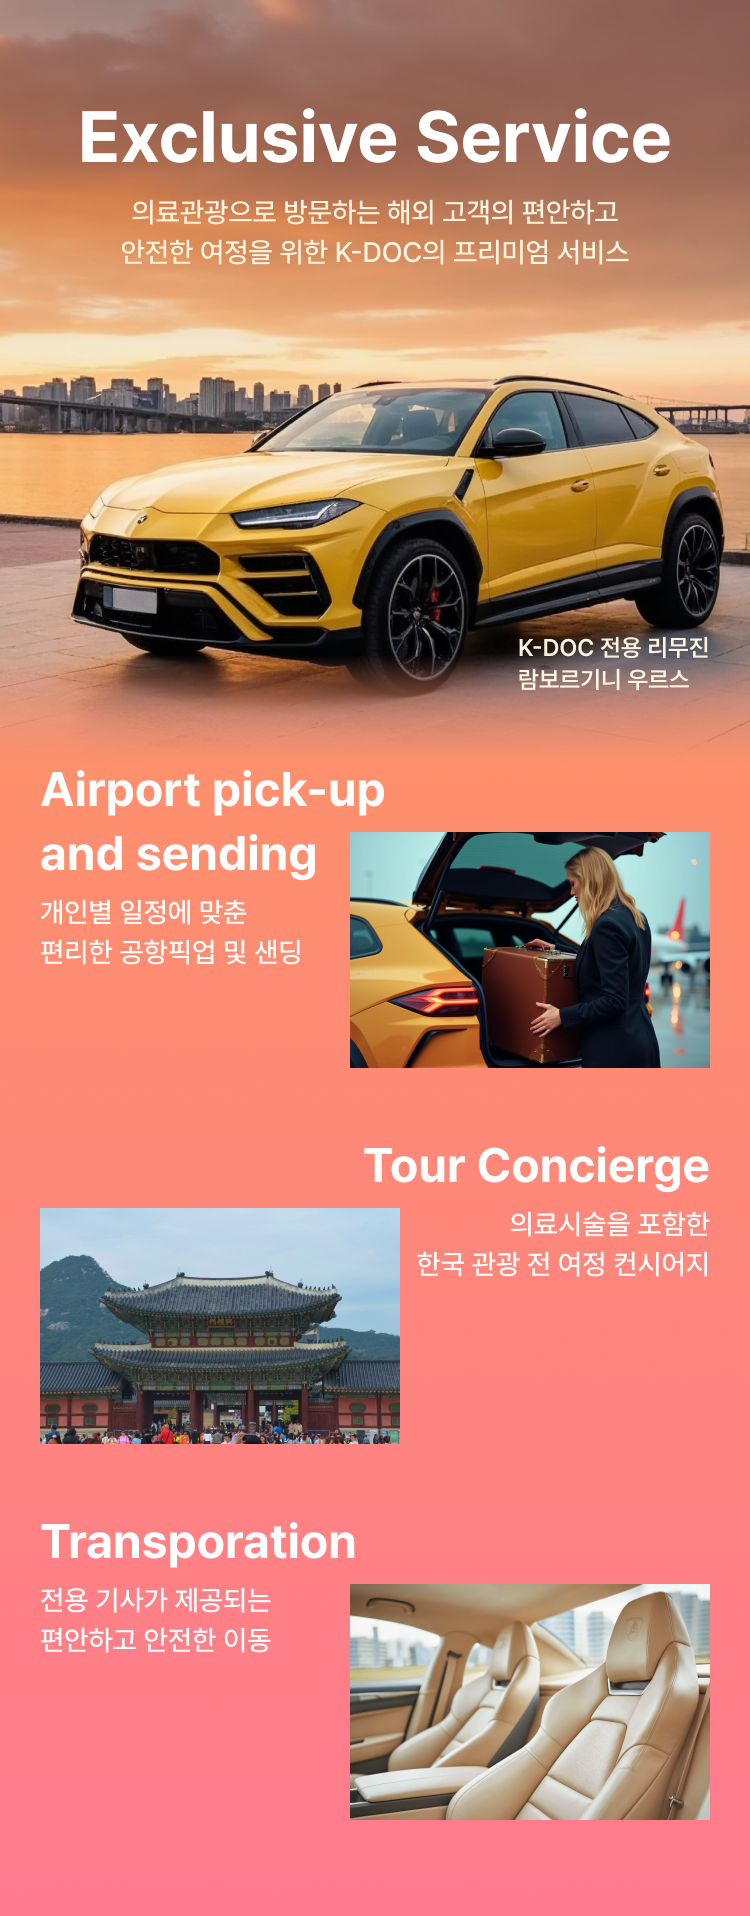 Exclusive Service
의료관광으로 방문하는 해외 고객의 편안하고
안전한 여정을 위한 K-DOC의 프리미엄 서비스
K-DOC 전용 리무진
람보르기니 우르스
Airport pick-up
and sending
개인별 일정에 맞춘
편리한 공항픽업 및 샌딩
Tour Concierge
의료시술을 포함한
한국 관광 전 여정 컨시어지
Transporation
전용 기사가 제공되는
편안하고 안전한 이동